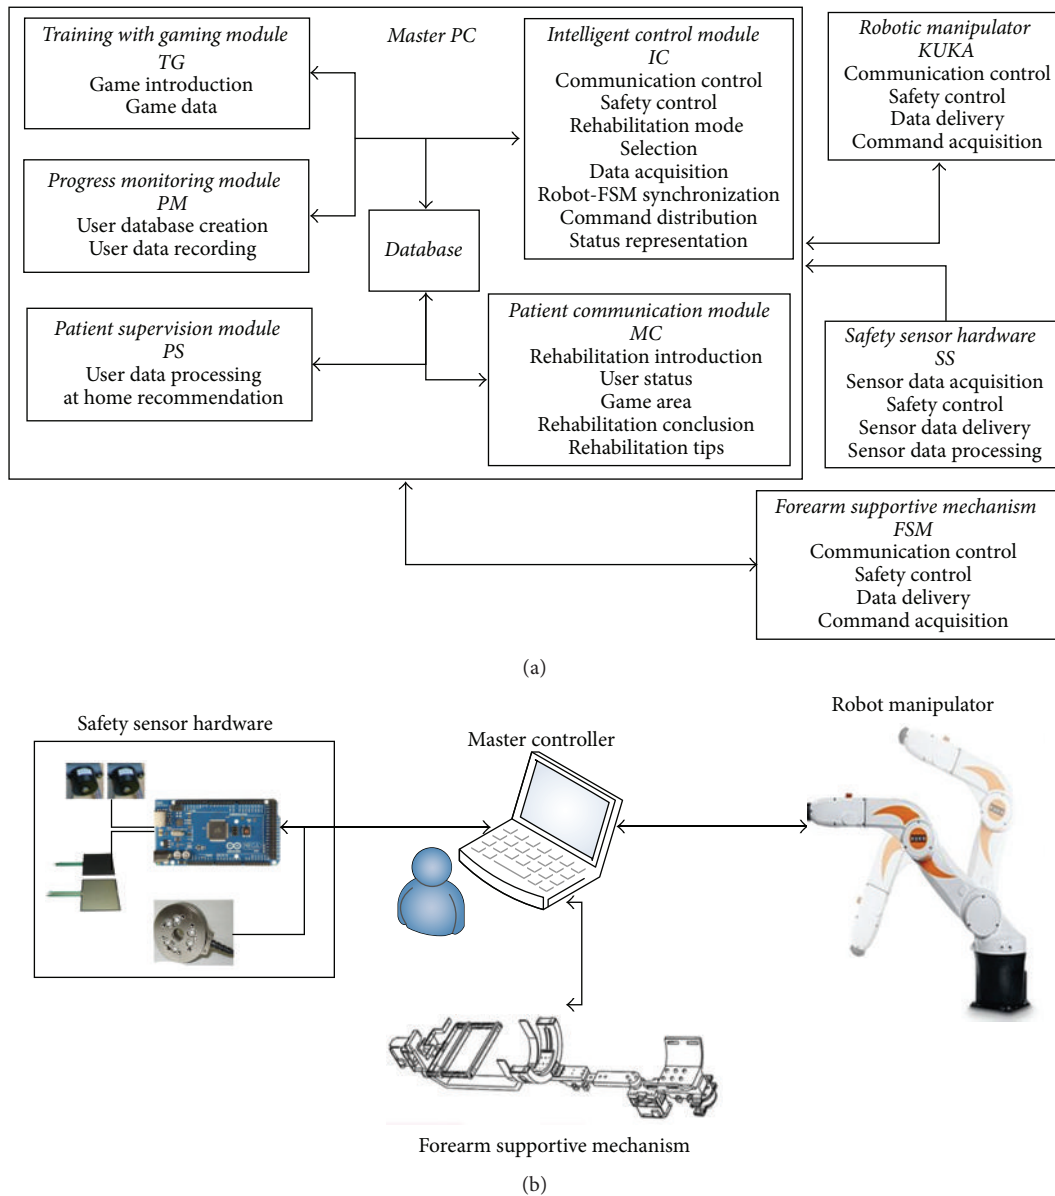 Training with gaming module
TG
Game introduction
Game data
Master PC
Intelligent control module
IC
Communication control
Safety control
Rehabilitation mode
Selection
Data acquisition
Robot-FSM synchronization
Command distribution
Status representation
Robotic manipulator
KUKA
Communication control
Safety control
Data delivery
Command acquisition
Progress monitoring module
PM
User database creation
User data recording
Database
Patient supervision module
PS
User data processing
at home recommendation
Patient communication module
MC
Rehabilitation introduction
User status
Game area
Rehabilitation conclusion
Rehabilitation tips
Safety sensor hardware
SS
Sensor data acquisition
Safety control
Sensor data delivery
Sensor data processing
Forearm supportive mechanism
FSM
Communication control
Safety control
Data delivery
Command acquisition
(a)
Safety sensor hardware
Master controller
Robot manipulator
Forearm supportive mechanism
(b)